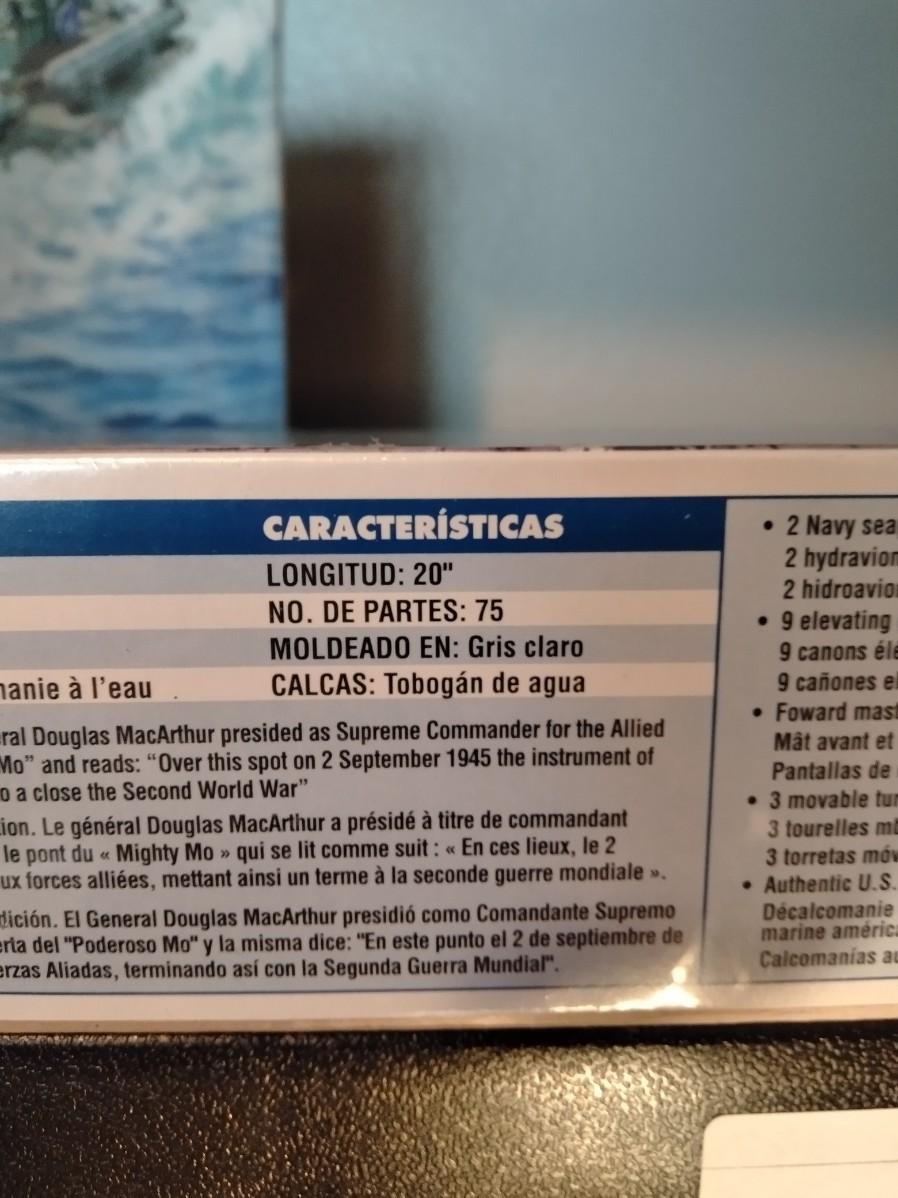 CARACTERÍSTICAS
LONGITUD: 20"
NO. DE PARTES: 75
MOLDEADO EN: Gris claro
manie à l'eau
CALCAS: Tobogán de agua
ral Douglas MacArthur presided as Supreme Commander for the Allied
Mo” and reads: “Over this spot on 2 September 1945 the instrument of
o a close the Second World War”
ion. Le général Douglas MacArthur a présidé à titre de commandant
le pont du « Mighty Mo » qui se lit comme suit : « En ces lieux, le 2
ux forces alliées, mettant ainsi un terme à la seconde guerre mondiale ».
dición. El General Douglas MacArthur presidió como Comandante Supremo
erta del "Poderoso Mo" y la misma dice: "En este punto el 2 de septiembre de
erzas Aliadas, terminando así con la Segunda Guerra Mundial".
• 2 Navy sea
2 hydravion
2 hidroavio
• 9 elevating
9 canons élé
9 cañones el
• Foward mast
Mât avant et
Pantallas de
• 3 movable tur
3 tourelles
3 torretas móv
• Authentic U.S.
Décalcomanie
marine améric
Calcomanías au